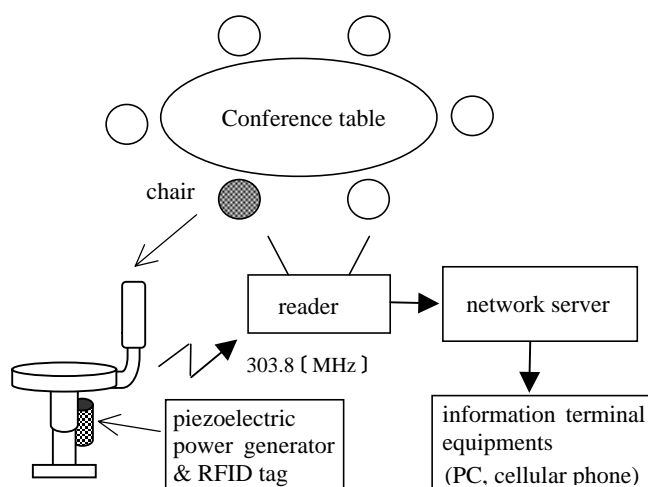 Conference table
chair
reader
network server
303.8 [ MHz ]
piezoelectric
power generator
& RFID tag
information terminal
equipments
(PC, cellular phone)